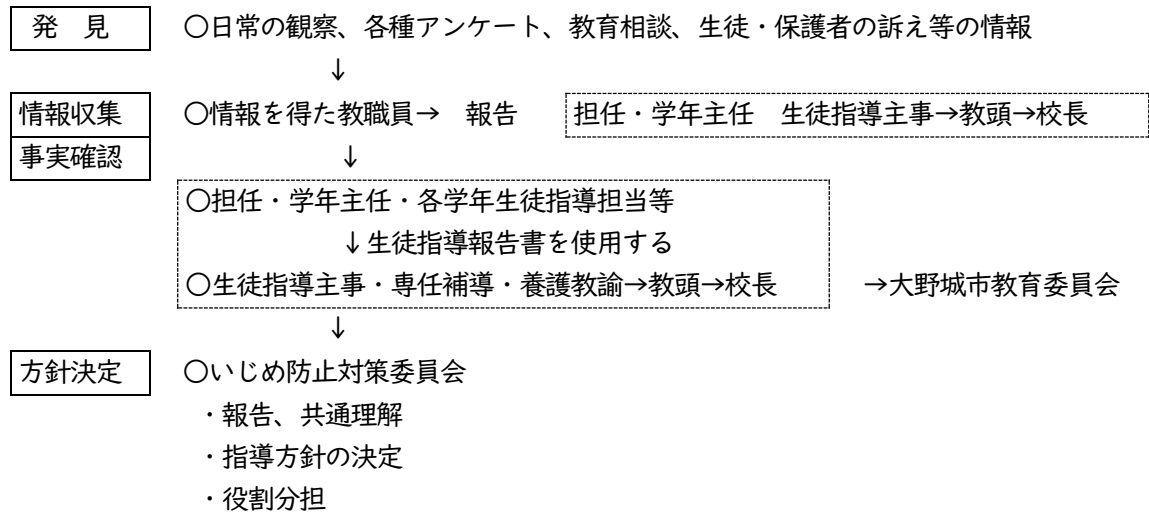 発　見　○日常の観察、各種アンケート、教育相談、生徒・保護者の訴え等の情報
↓
情報収集　○情報を得た教職員→　報告　担任・学年主任　生徒指導主事→教頭→校長
事実確認　↓
○担任・学年主任・各学年生徒指導担当等
↓生徒指導報告書を使用する
○生徒指導主事・専任補導・養護教諭→教頭→校長　→大野城市教育委員会
↓
方針決定　○いじめ防止対策委員会
・報告、共通理解
・指導方針の決定
・役割分担